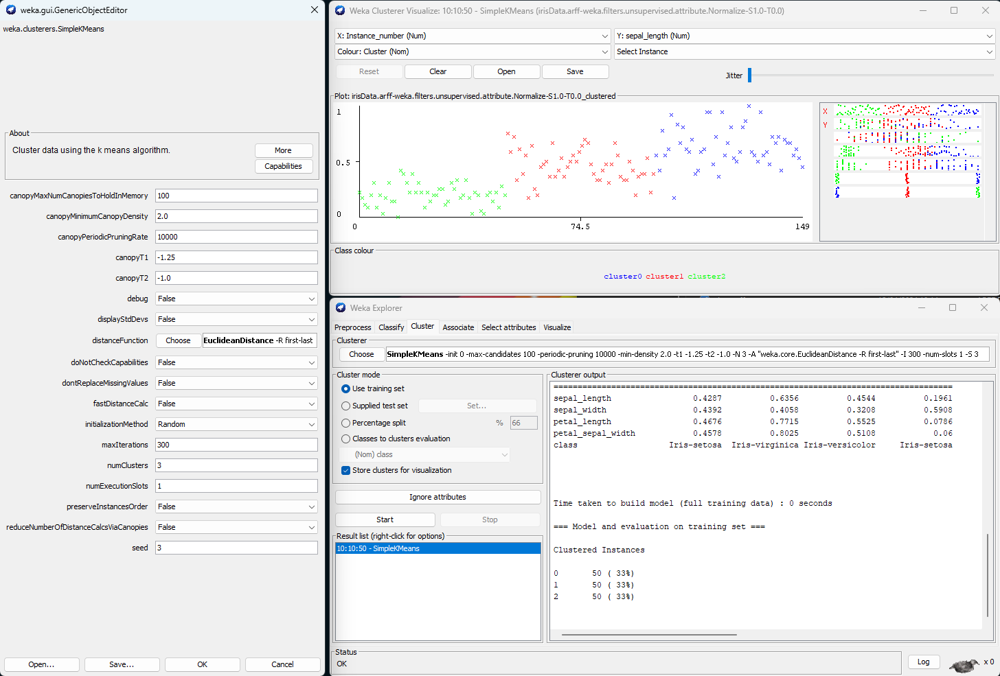 weka.gui.GenericObjectEditor
weka.clusterers.SimpleKMeans
About
Cluster data using the k means algorithm.
More
Capabilities
canopyMaxNumCanopiesToHoldInMemory 100
canopyMinimumCanopyDensity 2.0
canopyPeriodicPruningRate 10000
canopyT1 -1.25
canopyT2 -1.0
debug False
displayStdDevs False
distanceFunction Choose EuclideanDistance -R first-last
doNotCheckCapabilities False
dontReplaceMissingValues False
fastDistanceCalc False
initializationMethod Random
maxIterations 300
numClusters 3
numExecutionSlots 1
preserveInstancesOrder False
reduceNumberOfDistanceCalcsViaCanopies False
seed 3
Open... Save... OK Cancel
Weka Clusterer Visualize: 10:10:50 - SimpleKMeans (irisData.arff-weka.filters.unsupervised.attribute.Normalize-S1.0-T0.0)
X: Instance_number (Num) Y: sepal_length (Num)
Colour: Cluster (Nom) Select Instance
Reset Clear Open Save Jitter
Plot: irisData.arff-weka.filters.unsupervised.attribute.Normalize-S1.0-T0.0_clustered
1
0.5
0
0 74.5 149
X
Y
Class colour
cluster0 cluster1 cluster2
Weka Explorer
Preprocess Classify Cluster Associate Select attributes Visualize
Clusterer
Choose SimpleKMeans -init 0 -max-candidates 100 -periodic-pruning 10000 -min-density 2.0 -t1 -1.25 -t2 -1.0 -N 3 -A "weka.core.EuclideanDistance -R first-last" -I 300 -num-slots 1 -S 3
Cluster mode
Use training set
Supplied test set Set...
Percentage split % 66
Classes to clusters evaluation
(Nom) class
Store clusters for visualization
Ignore attributes
Start Stop
Result list (right-click for options)
10:10:50 - SimpleKMeans
Clusterer output
=======================================================================================
sepal_length 0.4287 0.6356 0.4544 0.1961
sepal_width 0.4392 0.4058 0.3208 0.5908
petal_length 0.4676 0.7715 0.5525 0.0786
petal_sepal_width 0.4578 0.8025 0.5108 0.06
class Iris-setosa Iris-virginica Iris-versicolor Iris-setosa
Time taken to build model (full training data) : 0 seconds
=== Model and evaluation on training set ===
Clustered Instances
0 50 ( 33%)
1 50 ( 33%)
2 50 ( 33%)
Status
OK
Log
x 0